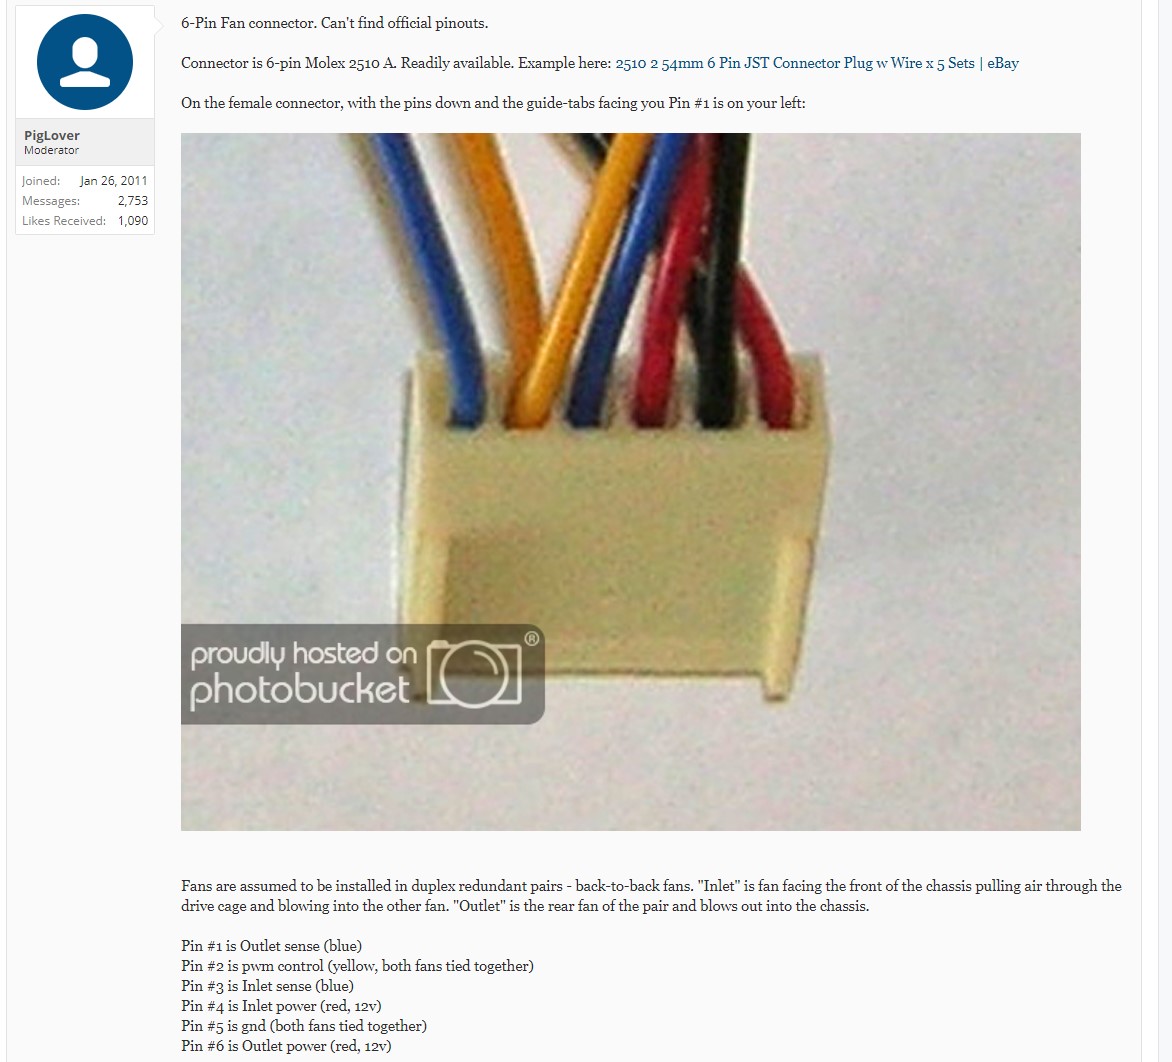 6-Pin Fan connector. Can't find official pinouts.
Connector is 6-pin Molex 2510 A. Readily available. Example here: 2510 2 54mm 6 Pin JST Connector Plug w Wire x 5 Sets | eBay
On the female connector, with the pins down and the guide-tabs facing you Pin #1 is on your left:
PigLover
Moderator
Joined: Jan 26, 2011
Messages: 2,753
Likes Received: 1,090
proudly hosted on
photobucket ®
Fans are assumed to be installed in duplex redundant pairs - back-to-back fans. "Inlet" is fan facing the front of the chassis pulling air through the
drive cage and blowing into the other fan. "Outlet" is the rear fan of the pair and blows out into the chassis.
Pin #1 is Outlet sense (blue)
Pin #2 is pwm control (yellow, both fans tied together)
Pin #3 is Inlet sense (blue)
Pin #4 is Inlet power (red, 12v)
Pin #5 is gnd (both fans tied together)
Pin #6 is Outlet power (red, 12v)